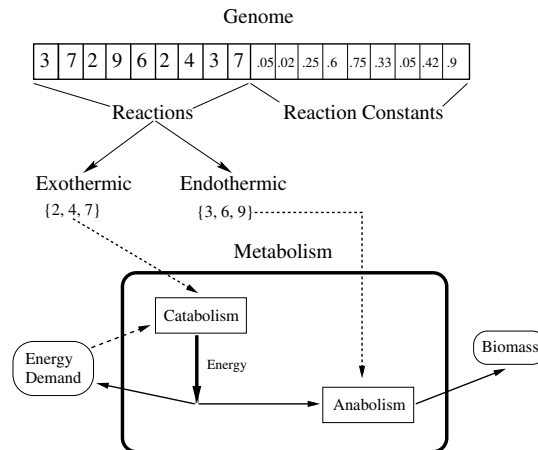 Genome
3 7 2 9 6 2 4 3 7 .05 .02 .25 .6 .75 .33 .05 .42 .9
Reactions Reaction Constants
Exothermic Endothermic
{2, 4, 7} {3, 6, 9}
Metabolism
Catabolism
Energy
Demand
Energy
Biomass
Anabolism